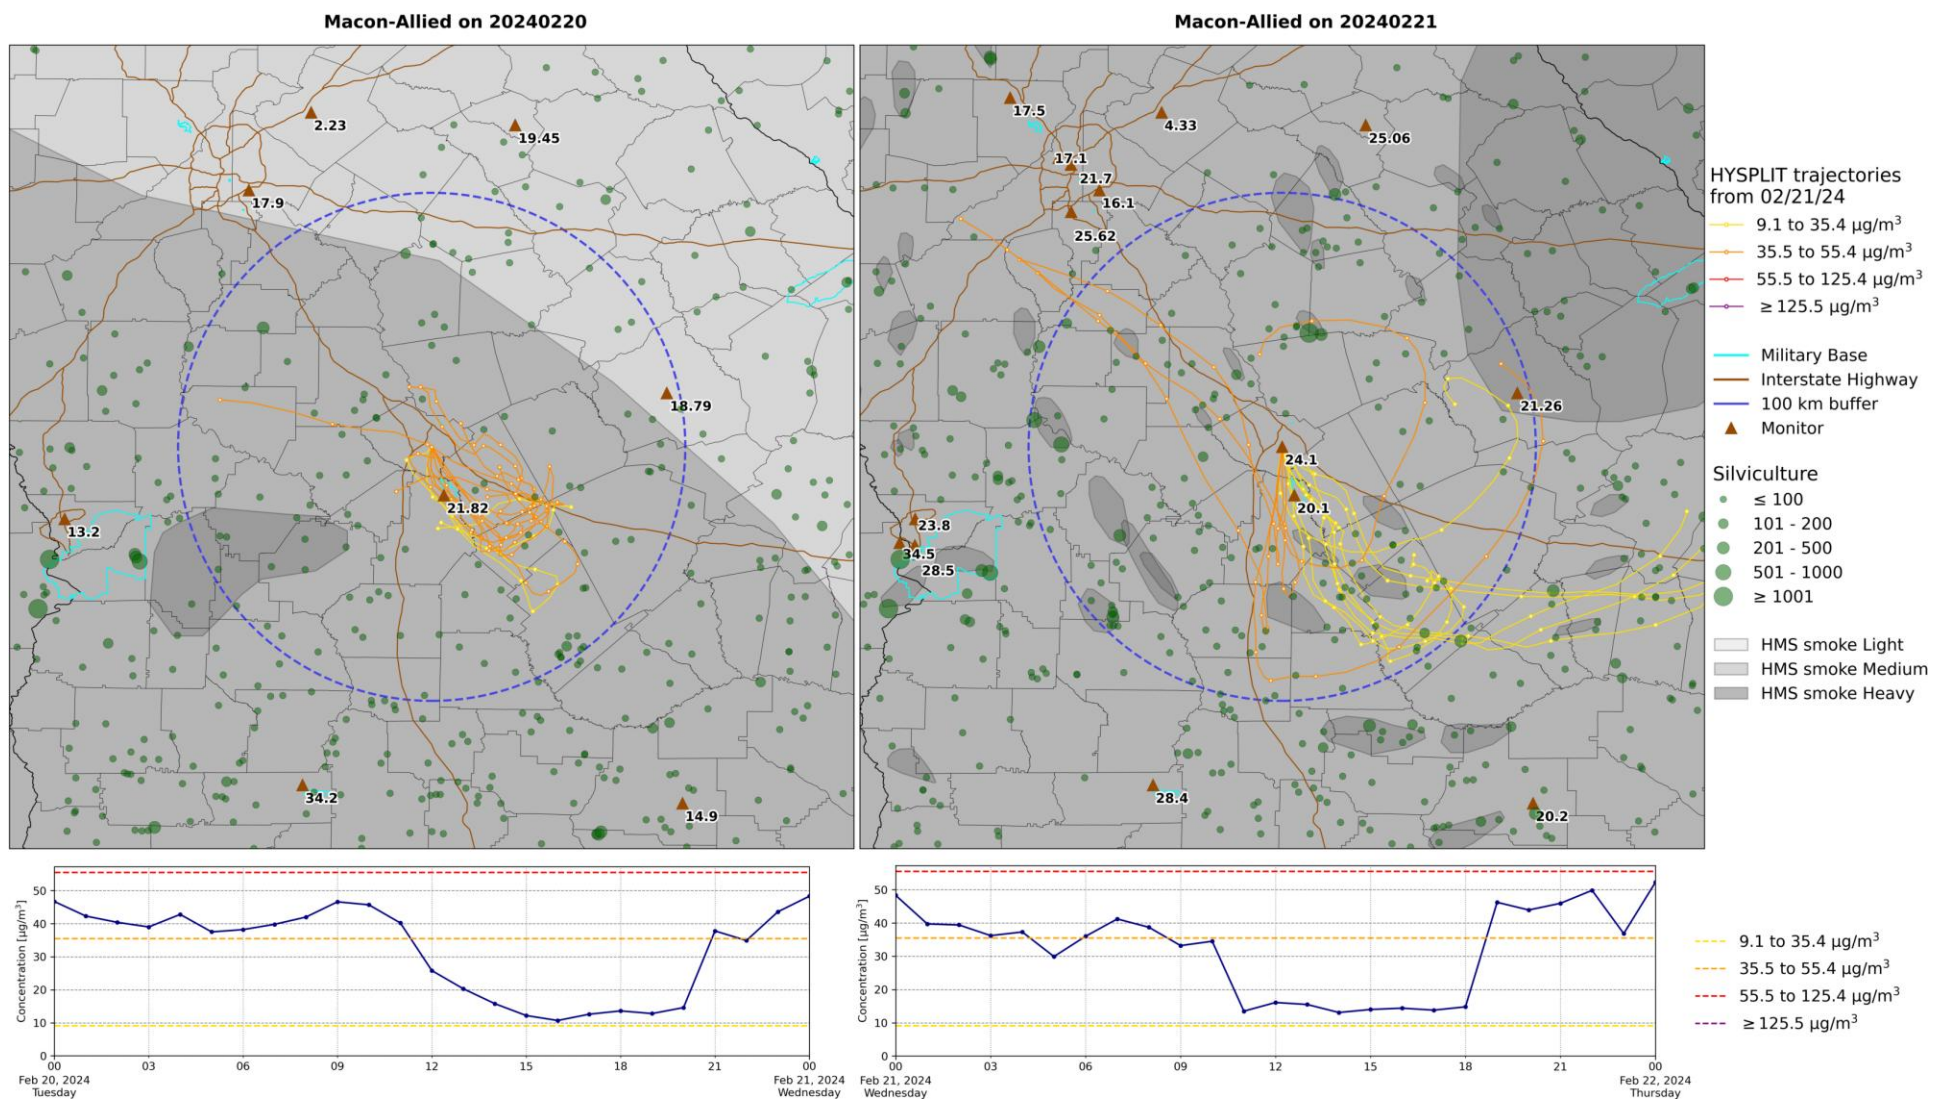 Macon-Allied on 20240220
Macon-Allied on 20240221
2.23
19.45
17.9
18.79
21.82
13.2
34.2
14.9
17.5
4.33
25.06
17.1
21.7
16.1
25.62
21.26
24.1
20.1
23.8
34.5
28.5
28.4
20.2
HYSPLIT trajectories
from 02/21/24
9.1 to 35.4 μg/m³
35.5 to 55.4 μg/m³
55.5 to 125.4 μg/m³
≥ 125.5 μg/m³
Military Base
Interstate Highway
100 km buffer
Monitor
Silviculture
≤ 100
101 - 200
201 - 500
501 - 1000
≥ 1001
HMS smoke Light
HMS smoke Medium
HMS smoke Heavy
Concentration [μg/m³]
50
40
30
20
10
0
00
03
06
09
12
15
18
21
00
Feb 20, 2024
Tuesday
Feb 21, 2024
Wednesday
Concentration [μg/m³]
50
40
30
20
10
0
00
03
06
09
12
15
18
21
00
Feb 21, 2024
Wednesday
Feb 22, 2024
Thursday
9.1 to 35.4 μg/m³
35.5 to 55.4 μg/m³
55.5 to 125.4 μg/m³
≥ 125.5 μg/m³